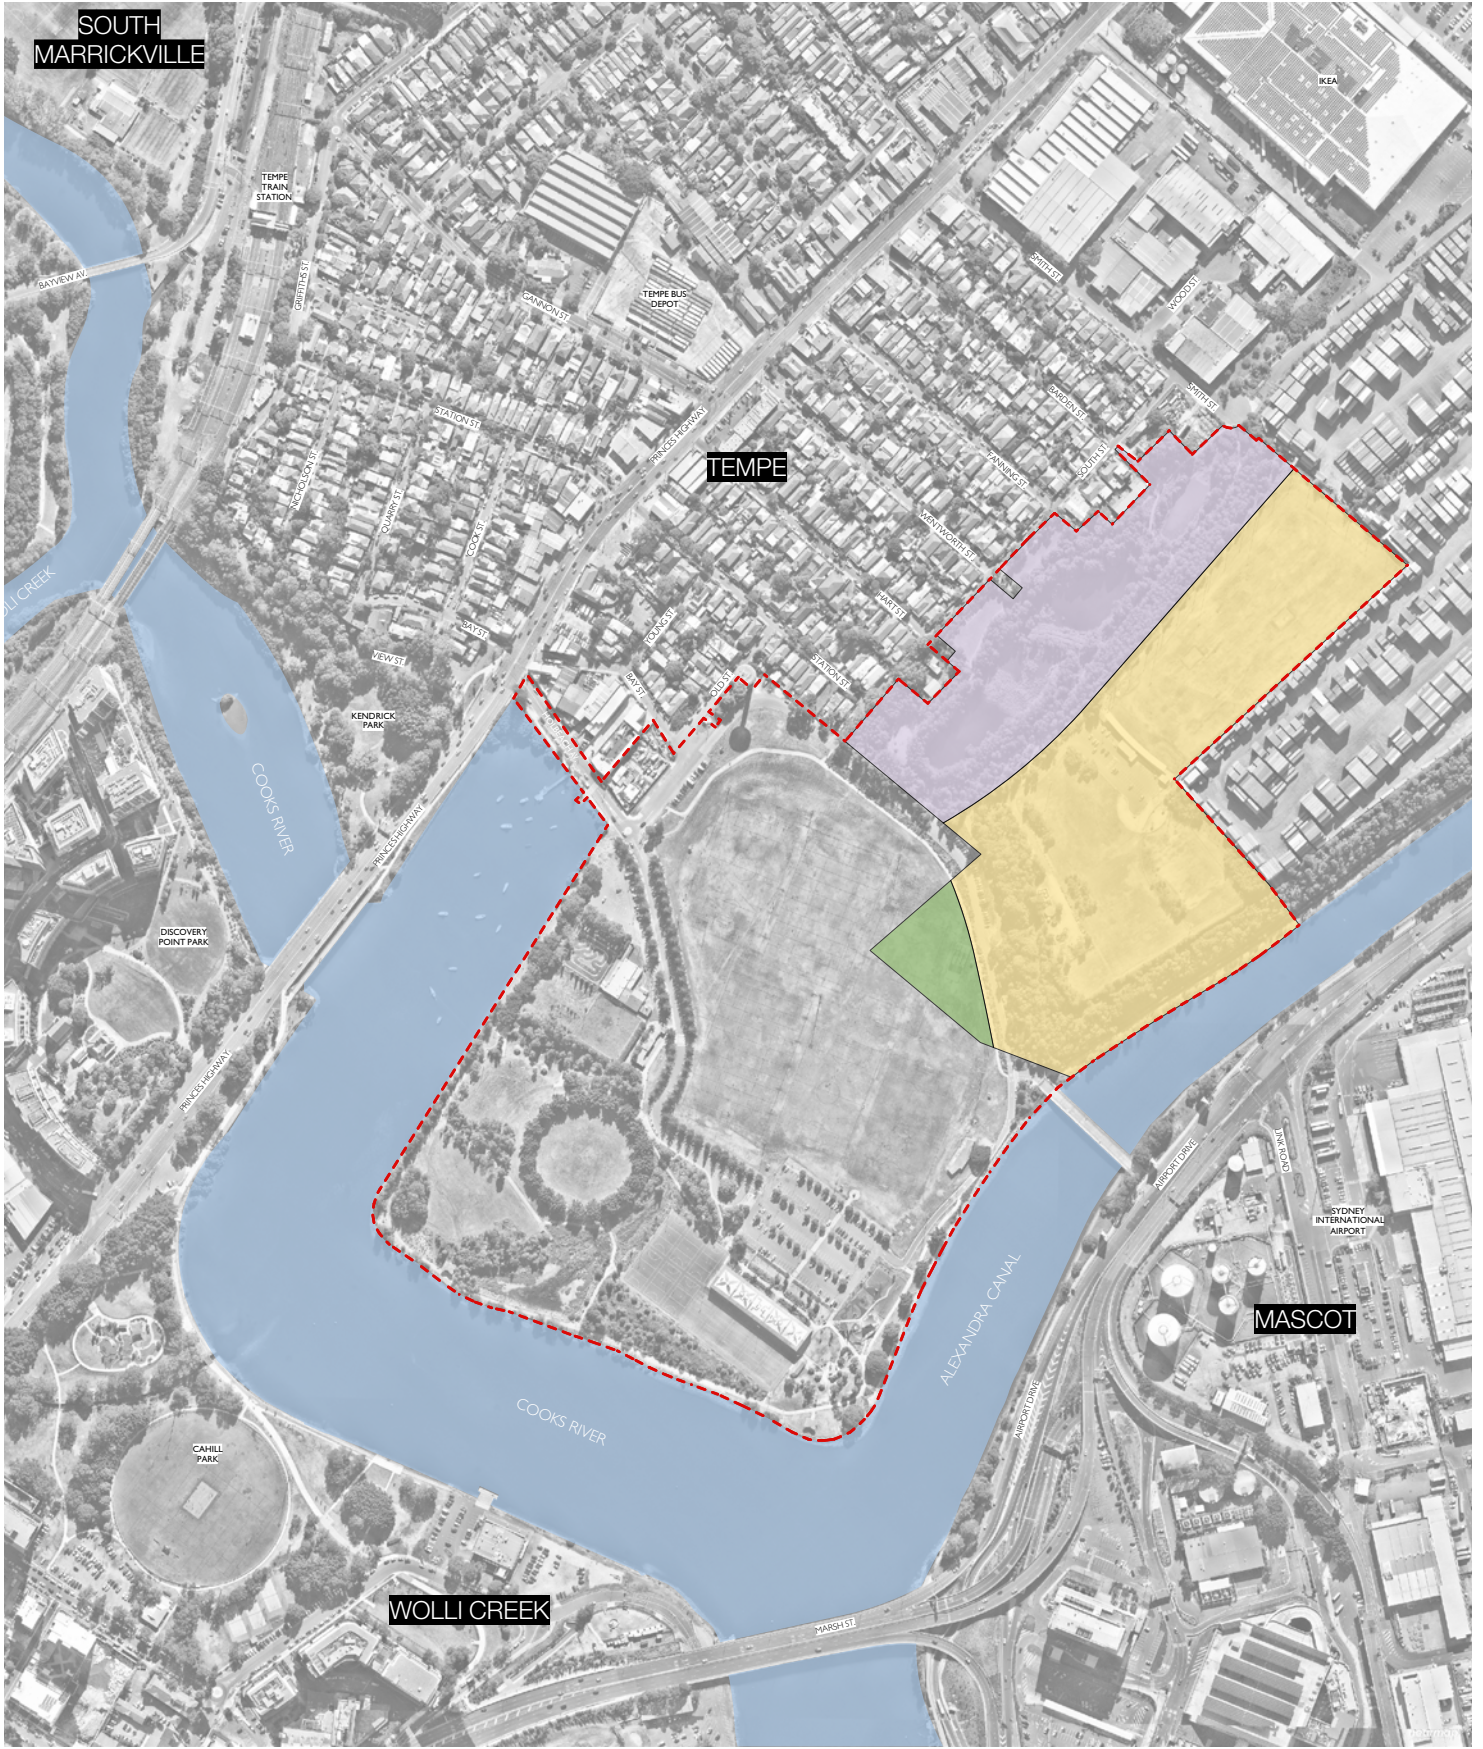 SOUTH
MARRICKVILLE
IKEA
TEMPE
TRAIN
STATION
BAYVIEW AV.
GRIFFITHS ST.
GANNON ST.
TEMPE BUS
DEPOT
SMITH ST.
WOOD ST.
SMITH ST.
BARDEN ST.
STATION ST.
PRINCES HIGHWAY
TEMPE
NICHOLSON ST.
QUARRY ST.
COOK ST.
FANNING ST.
SOUTH ST.
WENTWORTH ST.
HART ST.
YOUNG ST.
BAY ST.
VIEW ST.
STATION ST.
BAY ST.
OLD ST.
KENDRICK
PARK
COOKS RIVER
PRINCES HIGHWAY
DISCOVERY
POINT PARK
PRINCES HIGHWAY
AIRPORT DRIVE
LINK ROAD
SYDNEY
INTERNATIONAL
AIRPORT
ALEXANDRA CANAL
MASCOT
AIRPORT DRIVE
COOKS RIVER
CAHILL
PARK
WOLLI CREEK
MARSH ST.